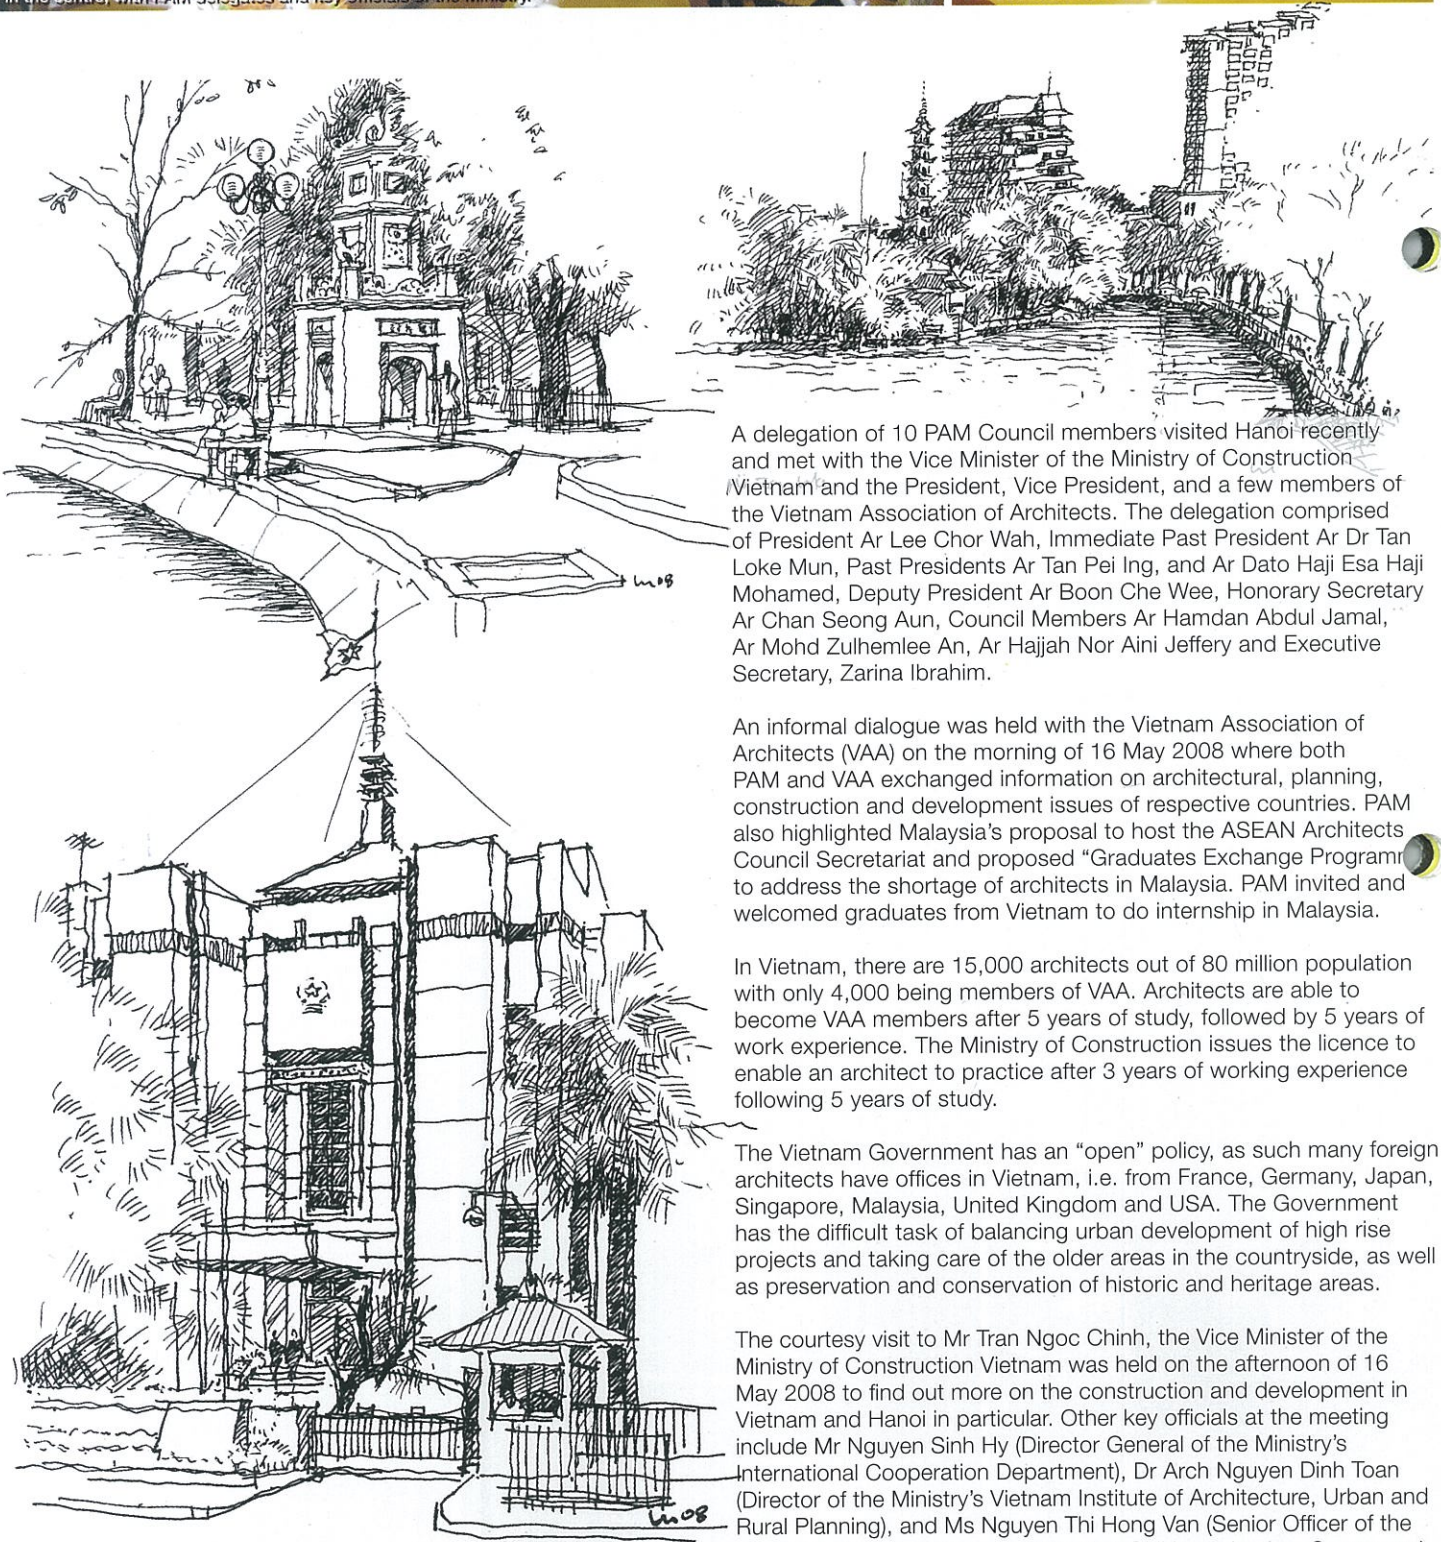 in the centre, with PAM delegates and key officials of the Ministry.
A delegation of 10 PAM Council members visited Hanoi recently
and met with the Vice Minister of the Ministry of Construction
Vietnam and the President, Vice President, and a few members of
the Vietnam Association of Architects. The delegation comprised
of President Ar Lee Chor Wah, Immediate Past President Ar Dr Tan
Loke Mun, Past Presidents Ar Tan Pei Ing, and Ar Dato Haji Esa Haji
Mohamed, Deputy President Ar Boon Che Wee, Honorary Secretary
Ar Chan Seong Aun, Council Members Ar Hamdan Abdul Jamal,
Ar Mohd Zulhemlee An, Ar Hajjah Nor Aini Jeffery and Executive
Secretary, Zarina Ibrahim.
An informal dialogue was held with the Vietnam Association of
Architects (VAA) on the morning of 16 May 2008 where both
PAM and VAA exchanged information on architectural, planning,
construction and development issues of respective countries. PAM
also highlighted Malaysia's proposal to host the ASEAN Architects
Council Secretariat and proposed “Graduates Exchange Program
to address the shortage of architects in Malaysia. PAM invited and
welcomed graduates from Vietnam to do internship in Malaysia.
In Vietnam, there are 15,000 architects out of 80 million population
with only 4,000 being members of VAA. Architects are able to
become VAA members after 5 years of study, followed by 5 years of
work experience. The Ministry of Construction issues the licence to
enable an architect to practice after 3 years of working experience
following 5 years of study.
The Vietnam Government has an “open” policy, as such many foreign
architects have offices in Vietnam, i.e. from France, Germany, Japan,
Singapore, Malaysia, United Kingdom and USA. The Government
has the difficult task of balancing urban development of high rise
projects and taking care of the older areas in the countryside, as well
as preservation and conservation of historic and heritage areas.
The courtesy visit to Mr Tran Ngoc Chinh, the Vice Minister of the
Ministry of Construction Vietnam was held on the afternoon of 16
May 2008 to find out more on the construction and development in
Vietnam and Hanoi in particular. Other key officials at the meeting
include Mr Nguyen Sinh Hy (Director General of the Ministry's
International Cooperation Department), Dr Arch Nguyen Dinh Toan
(Director of the Ministry's Vietnam Institute of Architecture, Urban and
Rural Planning), and Ms Nguyen Thi Hong Van (Senior Officer of the